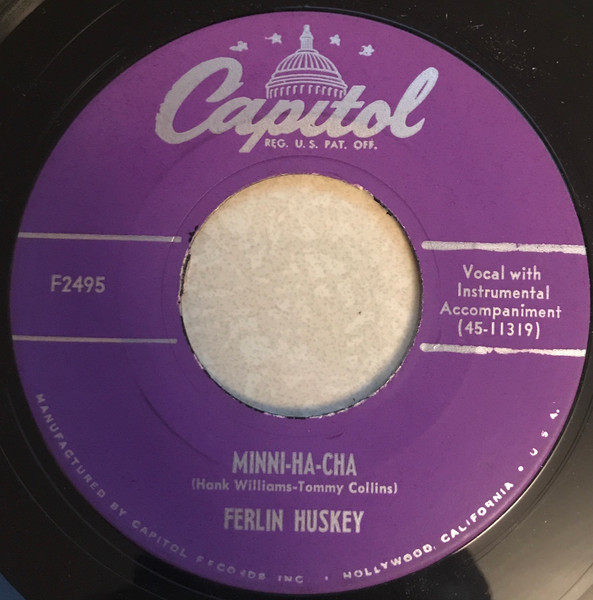 Capitol
REG. U.S. PAT. OFF.
F2495
Vocal with
Instrumental
Accompaniment
(45-11319)
MINNI-HA-CHA
(Hank Williams-Tommy Collins)
FERLIN HUSKEY
MANUFACTURED BY CAPITOL RECORDS INC. • HOLLYWOOD, CALIFORNIA • U.S.A.